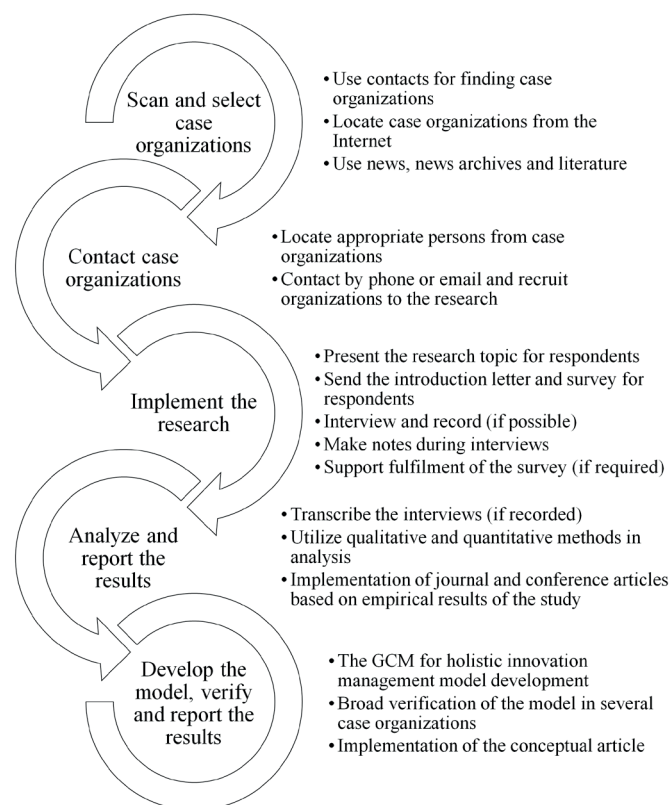 Scan and select
case
organizations
• Use contacts for finding case
organizations
• Locate case organizations from the
Internet
• Use news, news archives and literature
Contact case
organizations
• Locate appropriate persons from case
organizations
• Contact by phone or email and recruit
organizations to the research
Implement the
research
• Present the research topic for respondents
• Send the introduction letter and survey for
respondents
• Interview and record (if possible)
• Make notes during interviews
• Support fulfilment of the survey (if required)
Analyze and
report the
results
• Transcribe the interviews (if recorded)
• Utilize qualitative and quantitative methods in
analysis
• Implementation of journal and conference articles
based on empirical results of the study
Develop the
model, verify
and report the
results
• The GCM for holistic innovation
management model development
• Broad verification of the model in several
case organizations
• Implementation of the conceptual article